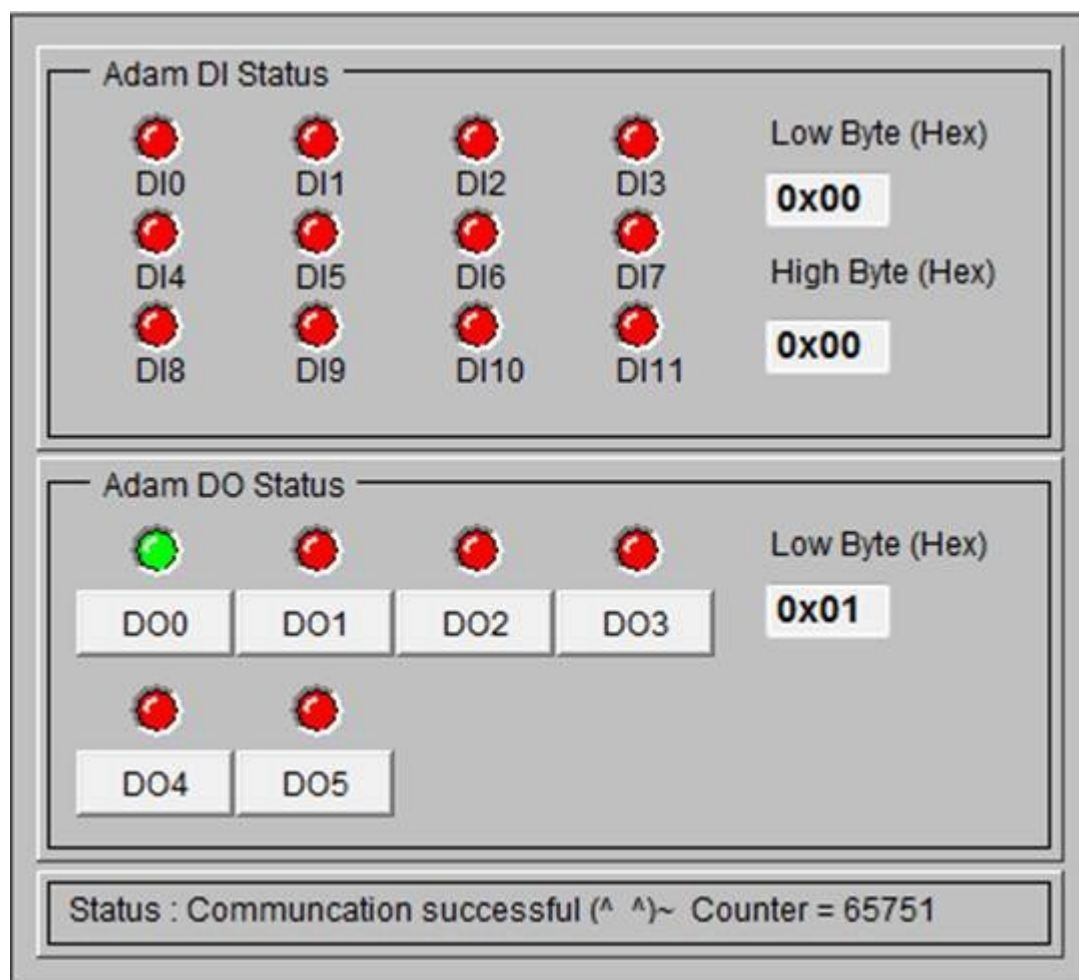 Adam DI Status
DI0 DI1 DI2 DI3
Low Byte (Hex)
0x00
DI4 DI5 DI6 DI7
High Byte (Hex)
0x00
DI8 DI9 DI10 DI11
Adam DO Status
Low Byte (Hex)
0x01
DO0 DO1 DO2 DO3
DO4 DO5
Status : Communcation successful (^ ^)~ Counter = 65751